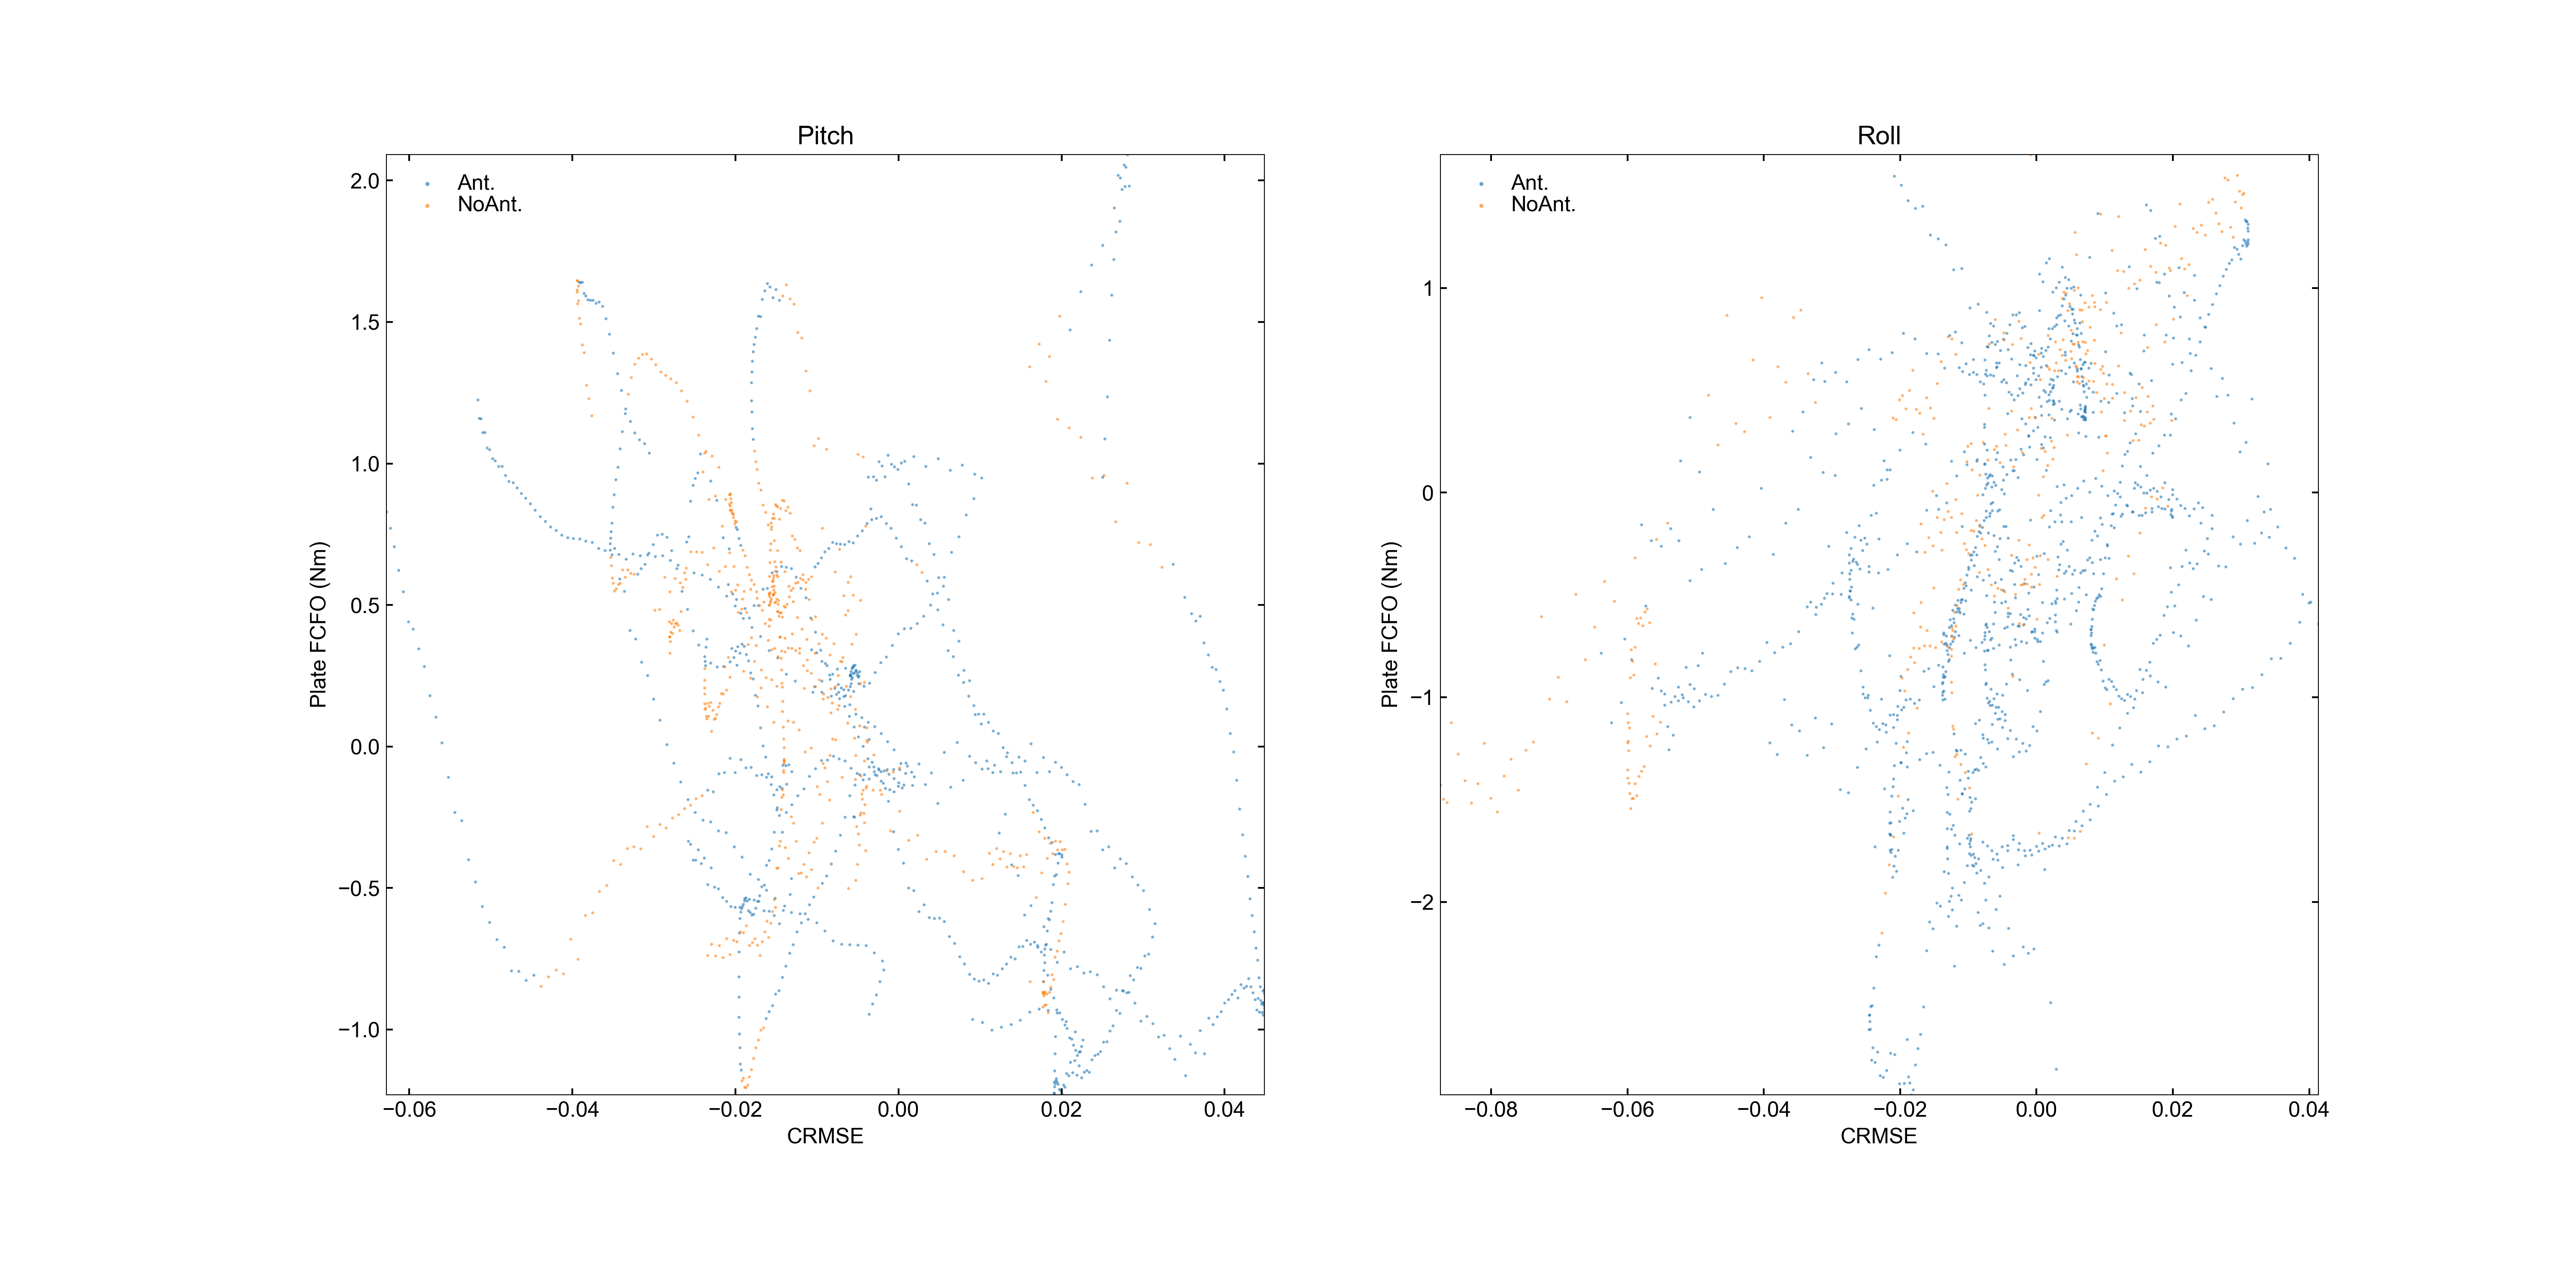 Pitch
Ant.
NoAnt.
2.0
1.5
1.0
0.5
0.0
−0.5
−1.0
Plate FCFO (Nm)
−0.06 −0.04 −0.02 0.00 0.02 0.04
CRMSE
Roll
Ant.
NoAnt.
1
0
−1
−2
Plate FCFO (Nm)
−0.08 −0.06 −0.04 −0.02 0.00 0.02 0.04
CRMSE